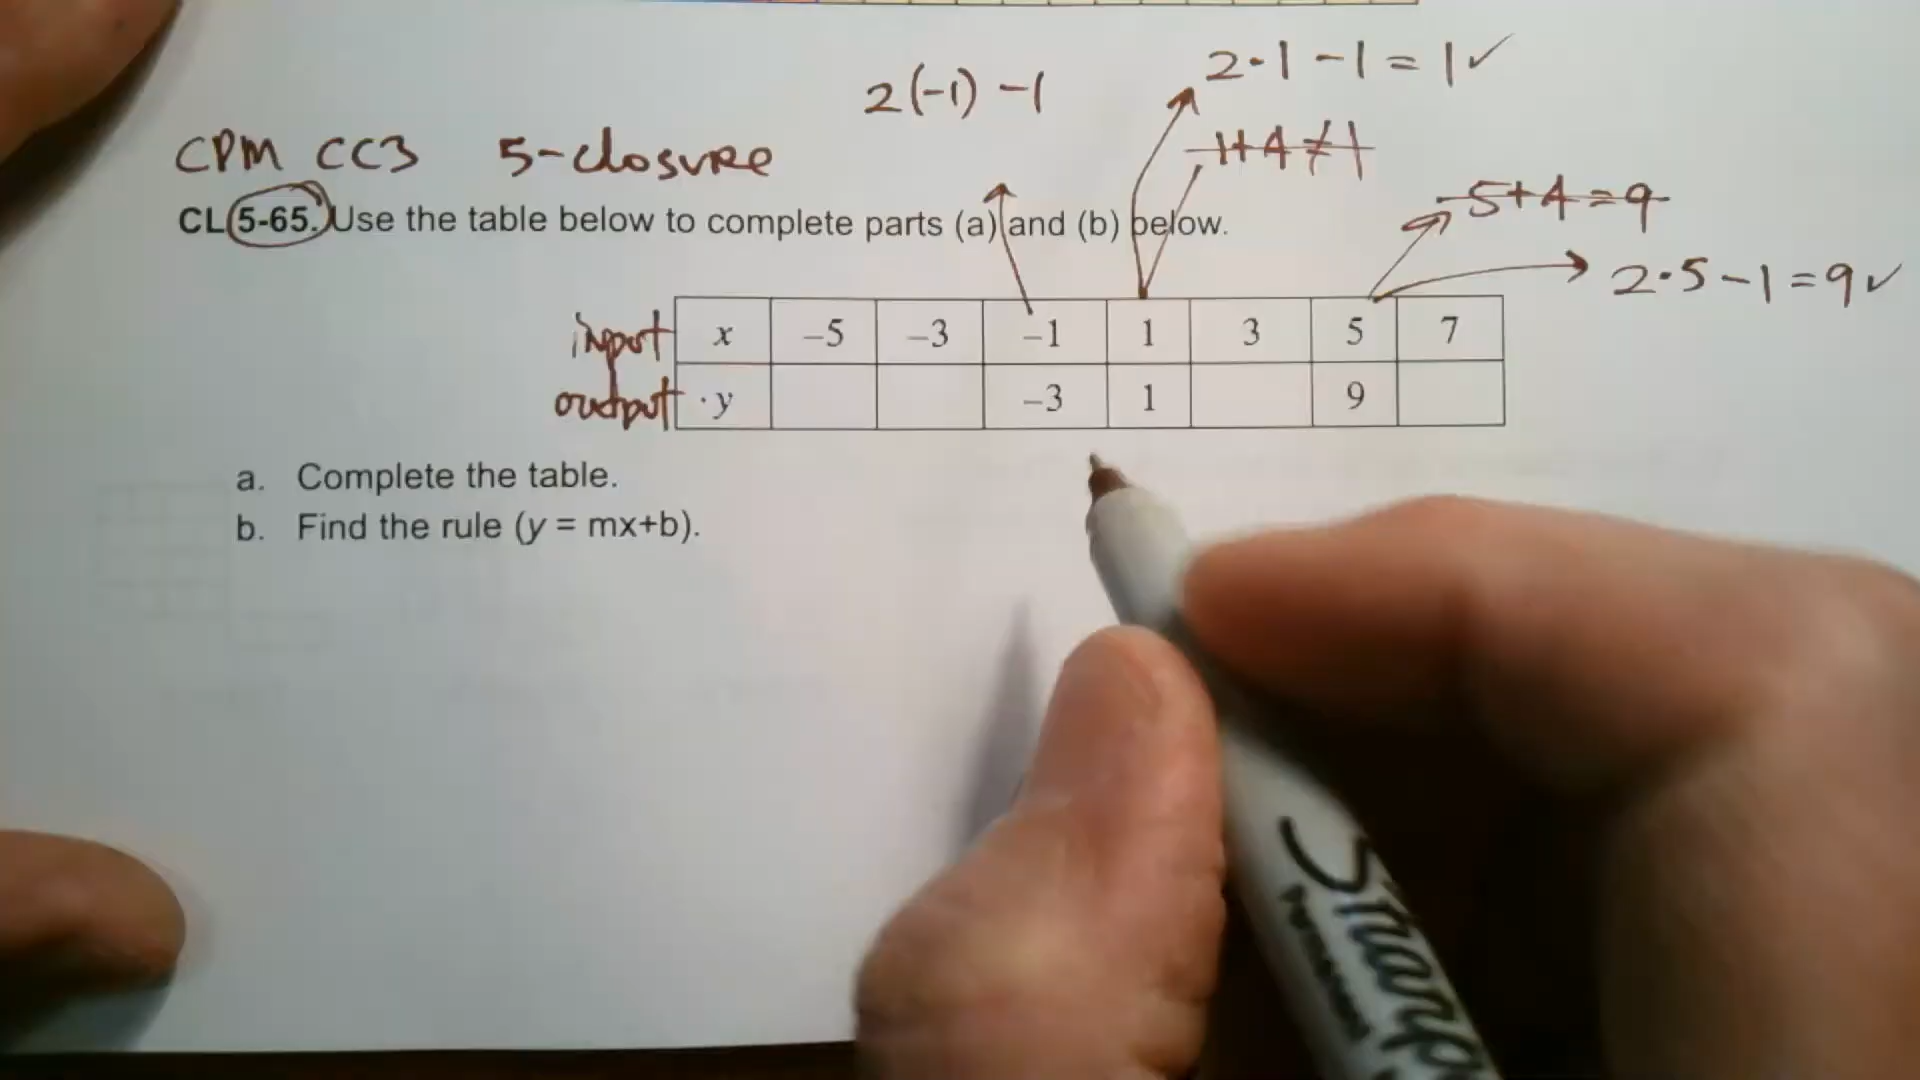 2(-1) -1
2·1 -1 = 1✓
1+4≠1
CPM CC3 5-closure
5+4=9
CL 5-65. Use the table below to complete parts (a) and (b) below.
2·5-1=9✓
input x –5 –3 –1 1 3 5 7
output ·y –3 1 9
a. Complete the table.
b. Find the rule (y = mx+b).
Sharp